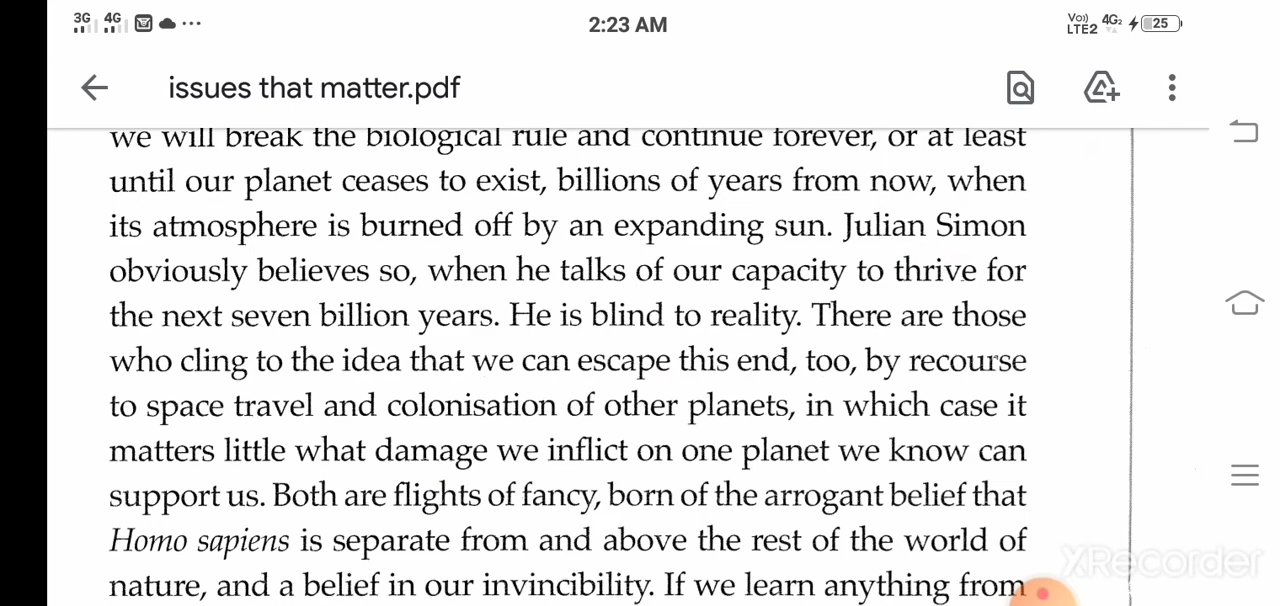 3G 4G 2:23 AM Vo)) LTE2 4G2 25
issues that matter.pdf
we will break the biological rule and continue forever, or at least
until our planet ceases to exist, billions of years from now, when
its atmosphere is burned off by an expanding sun. Julian Simon
obviously believes so, when he talks of our capacity to thrive for
the next seven billion years. He is blind to reality. There are those
who cling to the idea that we can escape this end, too, by recourse
to space travel and colonisation of other planets, in which case it
matters little what damage we inflict on one planet we know can
support us. Both are flights of fancy, born of the arrogant belief that
Homo sapiens is separate from and above the rest of the world of
nature, and a belief in our invincibility. If we learn anything from
XRecorder